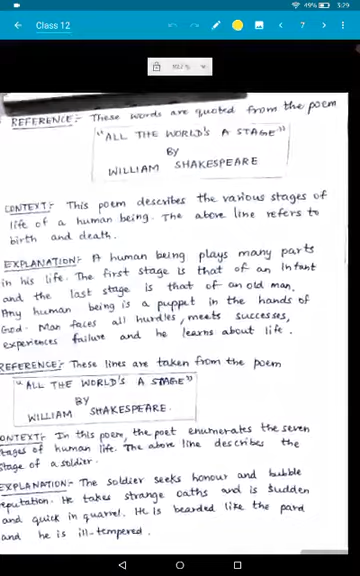 49% 3:29
Class 12
7
REFERENCE:- These words are quoted from the poem
"ALL THE WORLD'S A STAGE"
BY
WILLIAM SHAKESPEARE
CONTEXT:- This poem describes the various stages of
life of a human being. The above line refers to
birth and death.
EXPLANATION:- A human being plays many parts
in his life. The first stage is that of an Infant
and the last stage is that of an old man.
Any human being is a puppet in the hands of
God. Man faces all hurdles, meets successes,
experiences failure and he learns about life.
REFERENCE:- These lines are taken from the poem
"ALL THE WORLD'S A STAGE"
BY
WILLIAM SHAKESPEARE.
ONTEXT:- In this poem, the poet enumerates the seven
tages of human life. The above line describes the
stage of a soldier.
EXPLANATION:- The soldier seeks honour and bubble
reputation. He takes strange oaths and is sudden
and quick in quarrel. He is bearded like the pard
and he is ill-tempered.